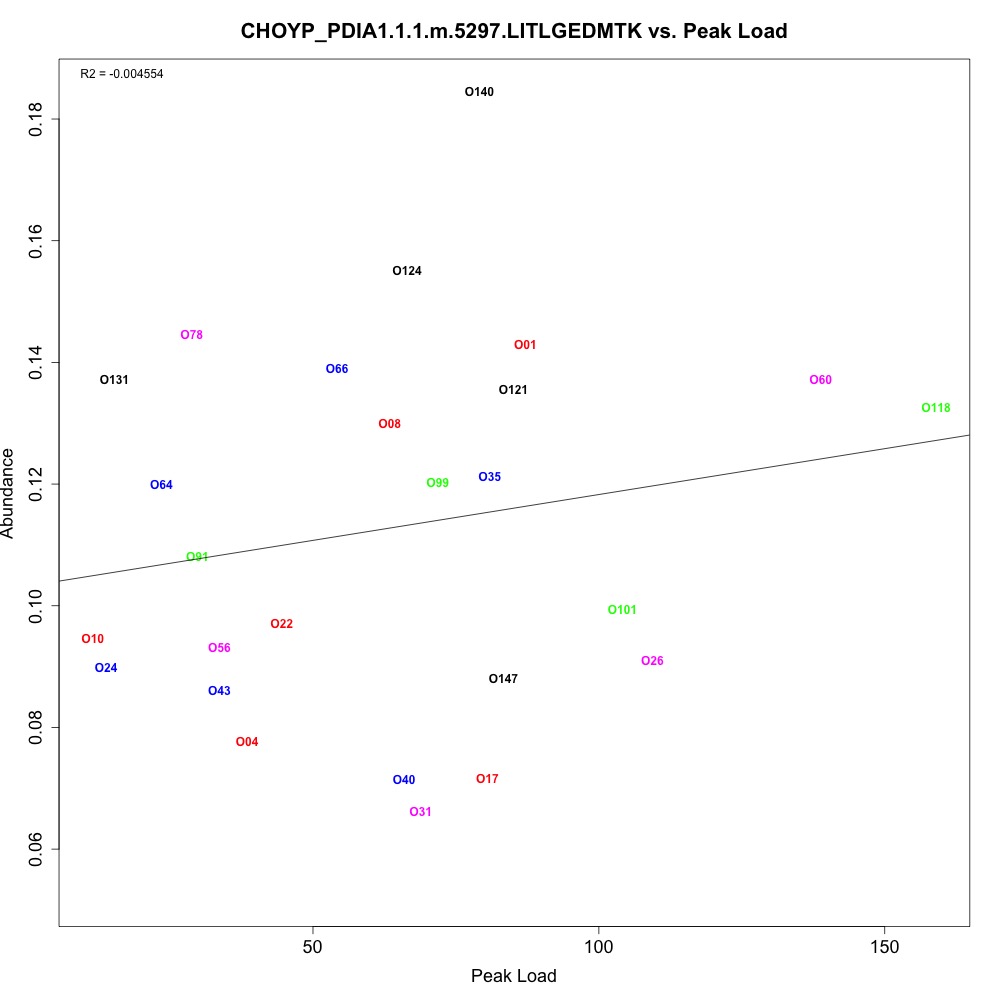 CHOYP_PDIA1.1.1.m.5297.LITLGEDMTK vs. Peak Load
R2 = -0.004554
O140
0.18
0.16
O124
O78
O01
0.14
O66
O131
O60
O121
O118
O08
0.12
O99
O35
O64
Abundance
O91
0.10
O101
O22
O10
O56
O26
O24
O147
O43
0.08
O04
O40
O17
O31
0.06
50
100
150
Peak Load